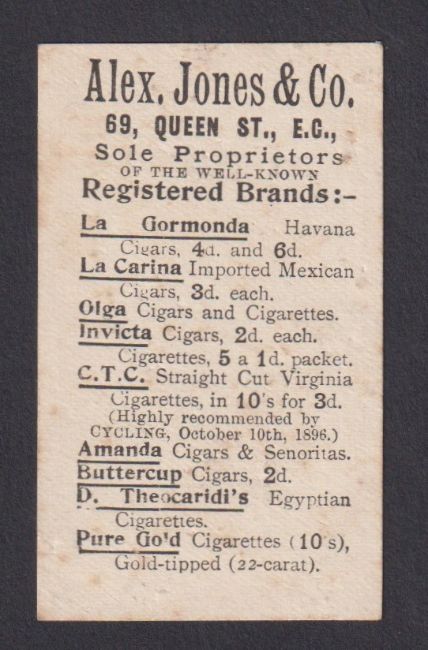 Alex. Jones & Co.
69, QUEEN ST., E.C.,
Sole Proprietors
OF THE WELL-KNOWN
Registered Brands:-
La Gormonda Havana
Cigars, 4d. and 6d.
La Carina Imported Mexican
Cigars, 3d. each.
Olga Cigars and Cigarettes.
Invicta Cigars, 2d. each.
Cigarettes, 5 a 1d. packet.
C.T.C. Straight Cut Virginia
Cigarettes, in 10's for 3d.
(Highly recommended by
CYCLING, October 10th, 1896.)
Amanda Cigars & Senoritas.
Buttercup Cigars, 2d.
D. Theocaridi's Egyptian
Cigarettes.
Pure Go'd Cigarettes (10's),
Gold-tipped (22-carat).